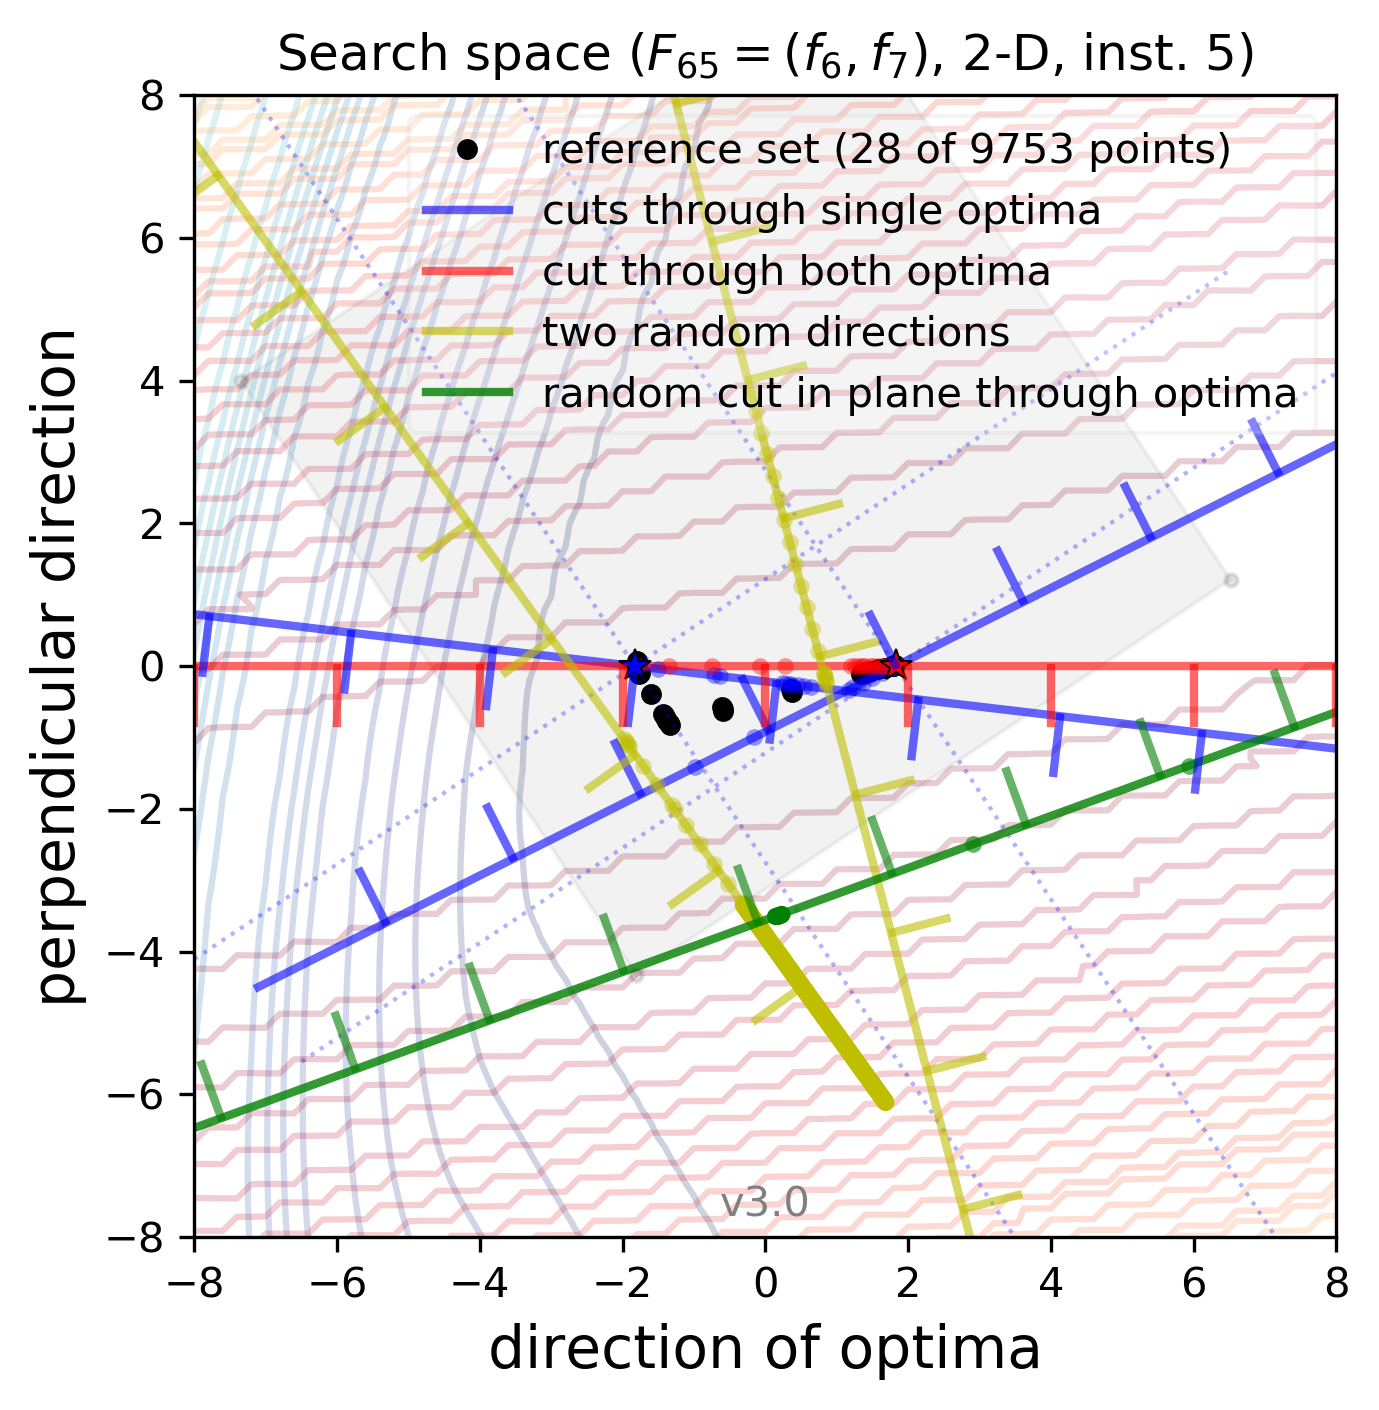 Search space (F65 = (f6, f7), 2-D, inst. 5)
8
6
4
2
0
−2
−4
−6
−8
perpendicular direction
reference set (28 of 9753 points)
cuts through single optima
cut through both optima
two random directions
random cut in plane through optima
v3.0
−8 −6 −4 −2 0 2 4 6 8
direction of optima